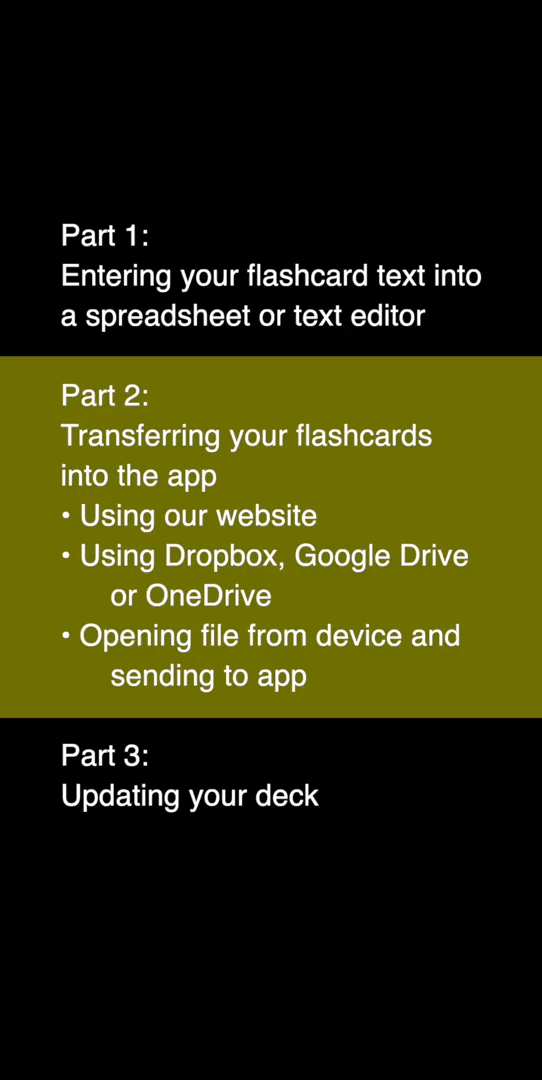 Part 1:
Entering your flashcard text into
a spreadsheet or text editor
Part 2:
Transferring your flashcards
into the app
• Using our website
• Using Dropbox, Google Drive
or OneDrive
• Opening file from device and
sending to app
Part 3:
Updating your deck